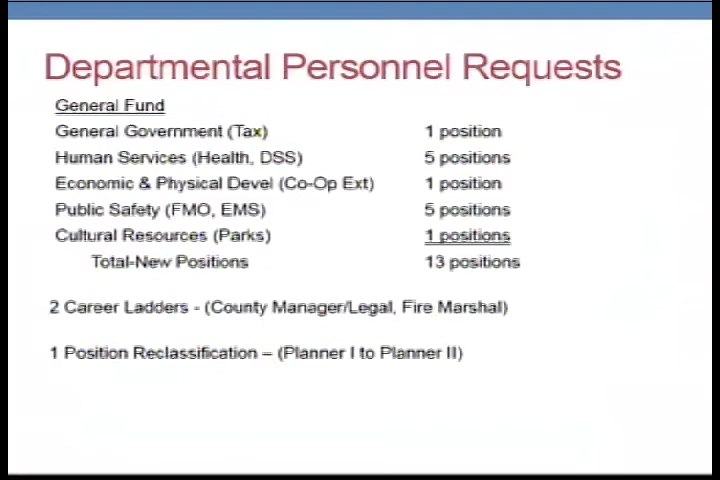 Departmental Personnel Requests
General Fund
General Government (Tax) 1 position
Human Services (Health, DSS) 5 positions
Economic & Physical Devel (Co-Op Ext) 1 position
Public Safety (FMO, EMS) 5 positions
Cultural Resources (Parks) 1 positions
Total-New Positions 13 positions
2 Career Ladders - (County Manager/Legal, Fire Marshal)
1 Position Reclassification – (Planner I to Planner II)